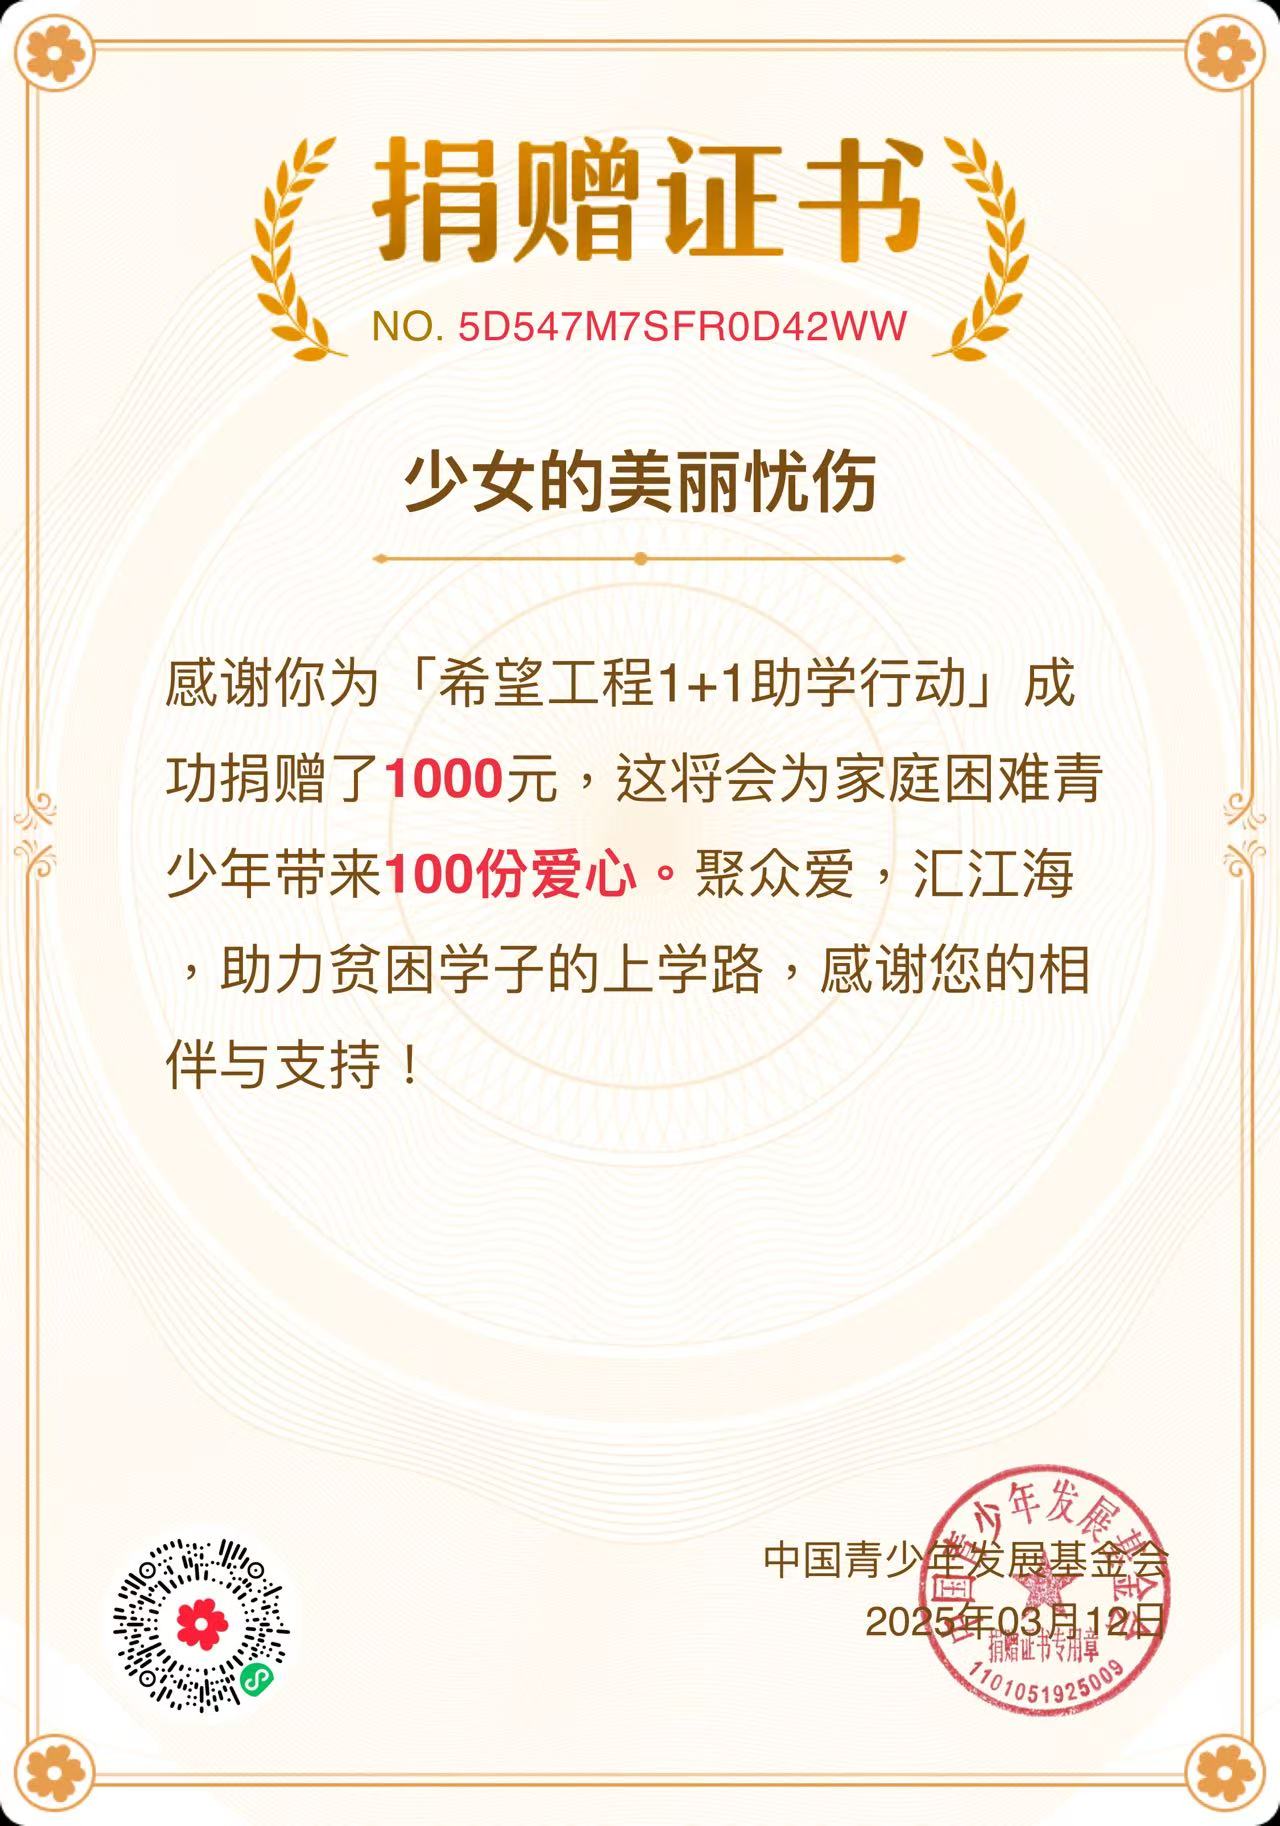 捐赠证书
NO. 5D547M7SFR0D42WW
少女的美丽忧伤
感谢你为「希望工程1+1助学行动」成
功捐赠了1000元，这将会为家庭困难青
少年带来100份爱心。聚众爱，汇江海
，助力贫困学子的上学路，感谢您的相
伴与支持！
中国青少年发展基金会
2025年03月12日
中国青少年发展基金会
捐赠证书专用章
1101051925009